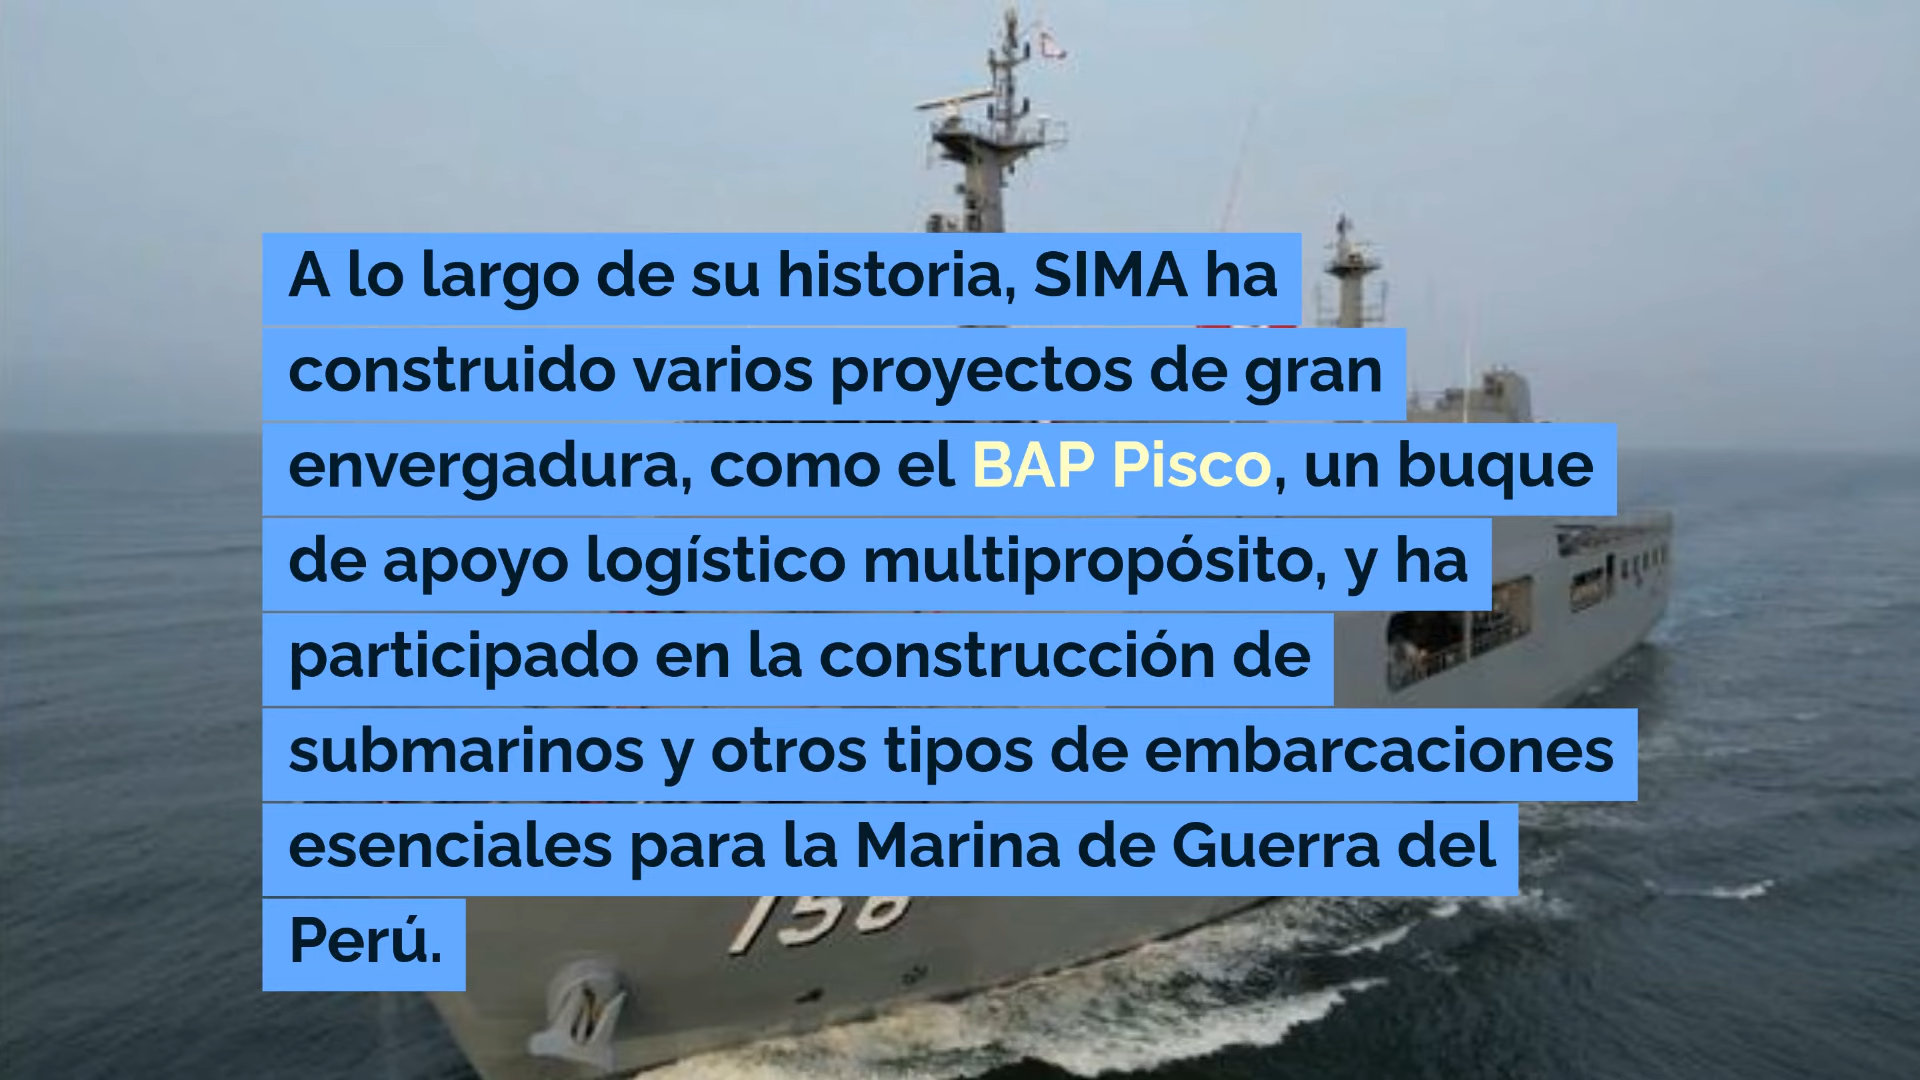 A lo largo de su historia, SIMA ha
construido varios proyectos de gran
envergadura, como el BAP Pisco, un buque
de apoyo logístico multipropósito, y ha
participado en la construcción de
submarinos y otros tipos de embarcaciones
esenciales para la Marina de Guerra del
Perú.
156